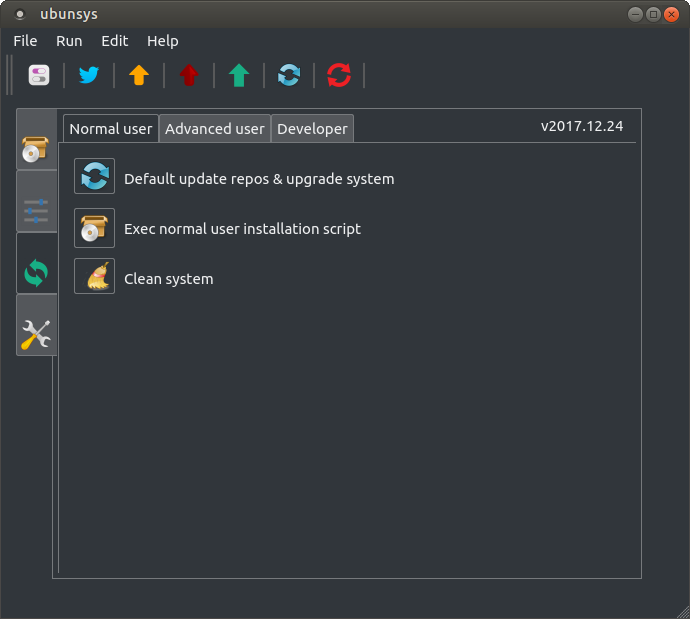 ubunsys
File Run Edit Help
Normal user Advanced user Developer v2017.12.24
Default update repos & upgrade system
Exec normal user installation script
Clean system